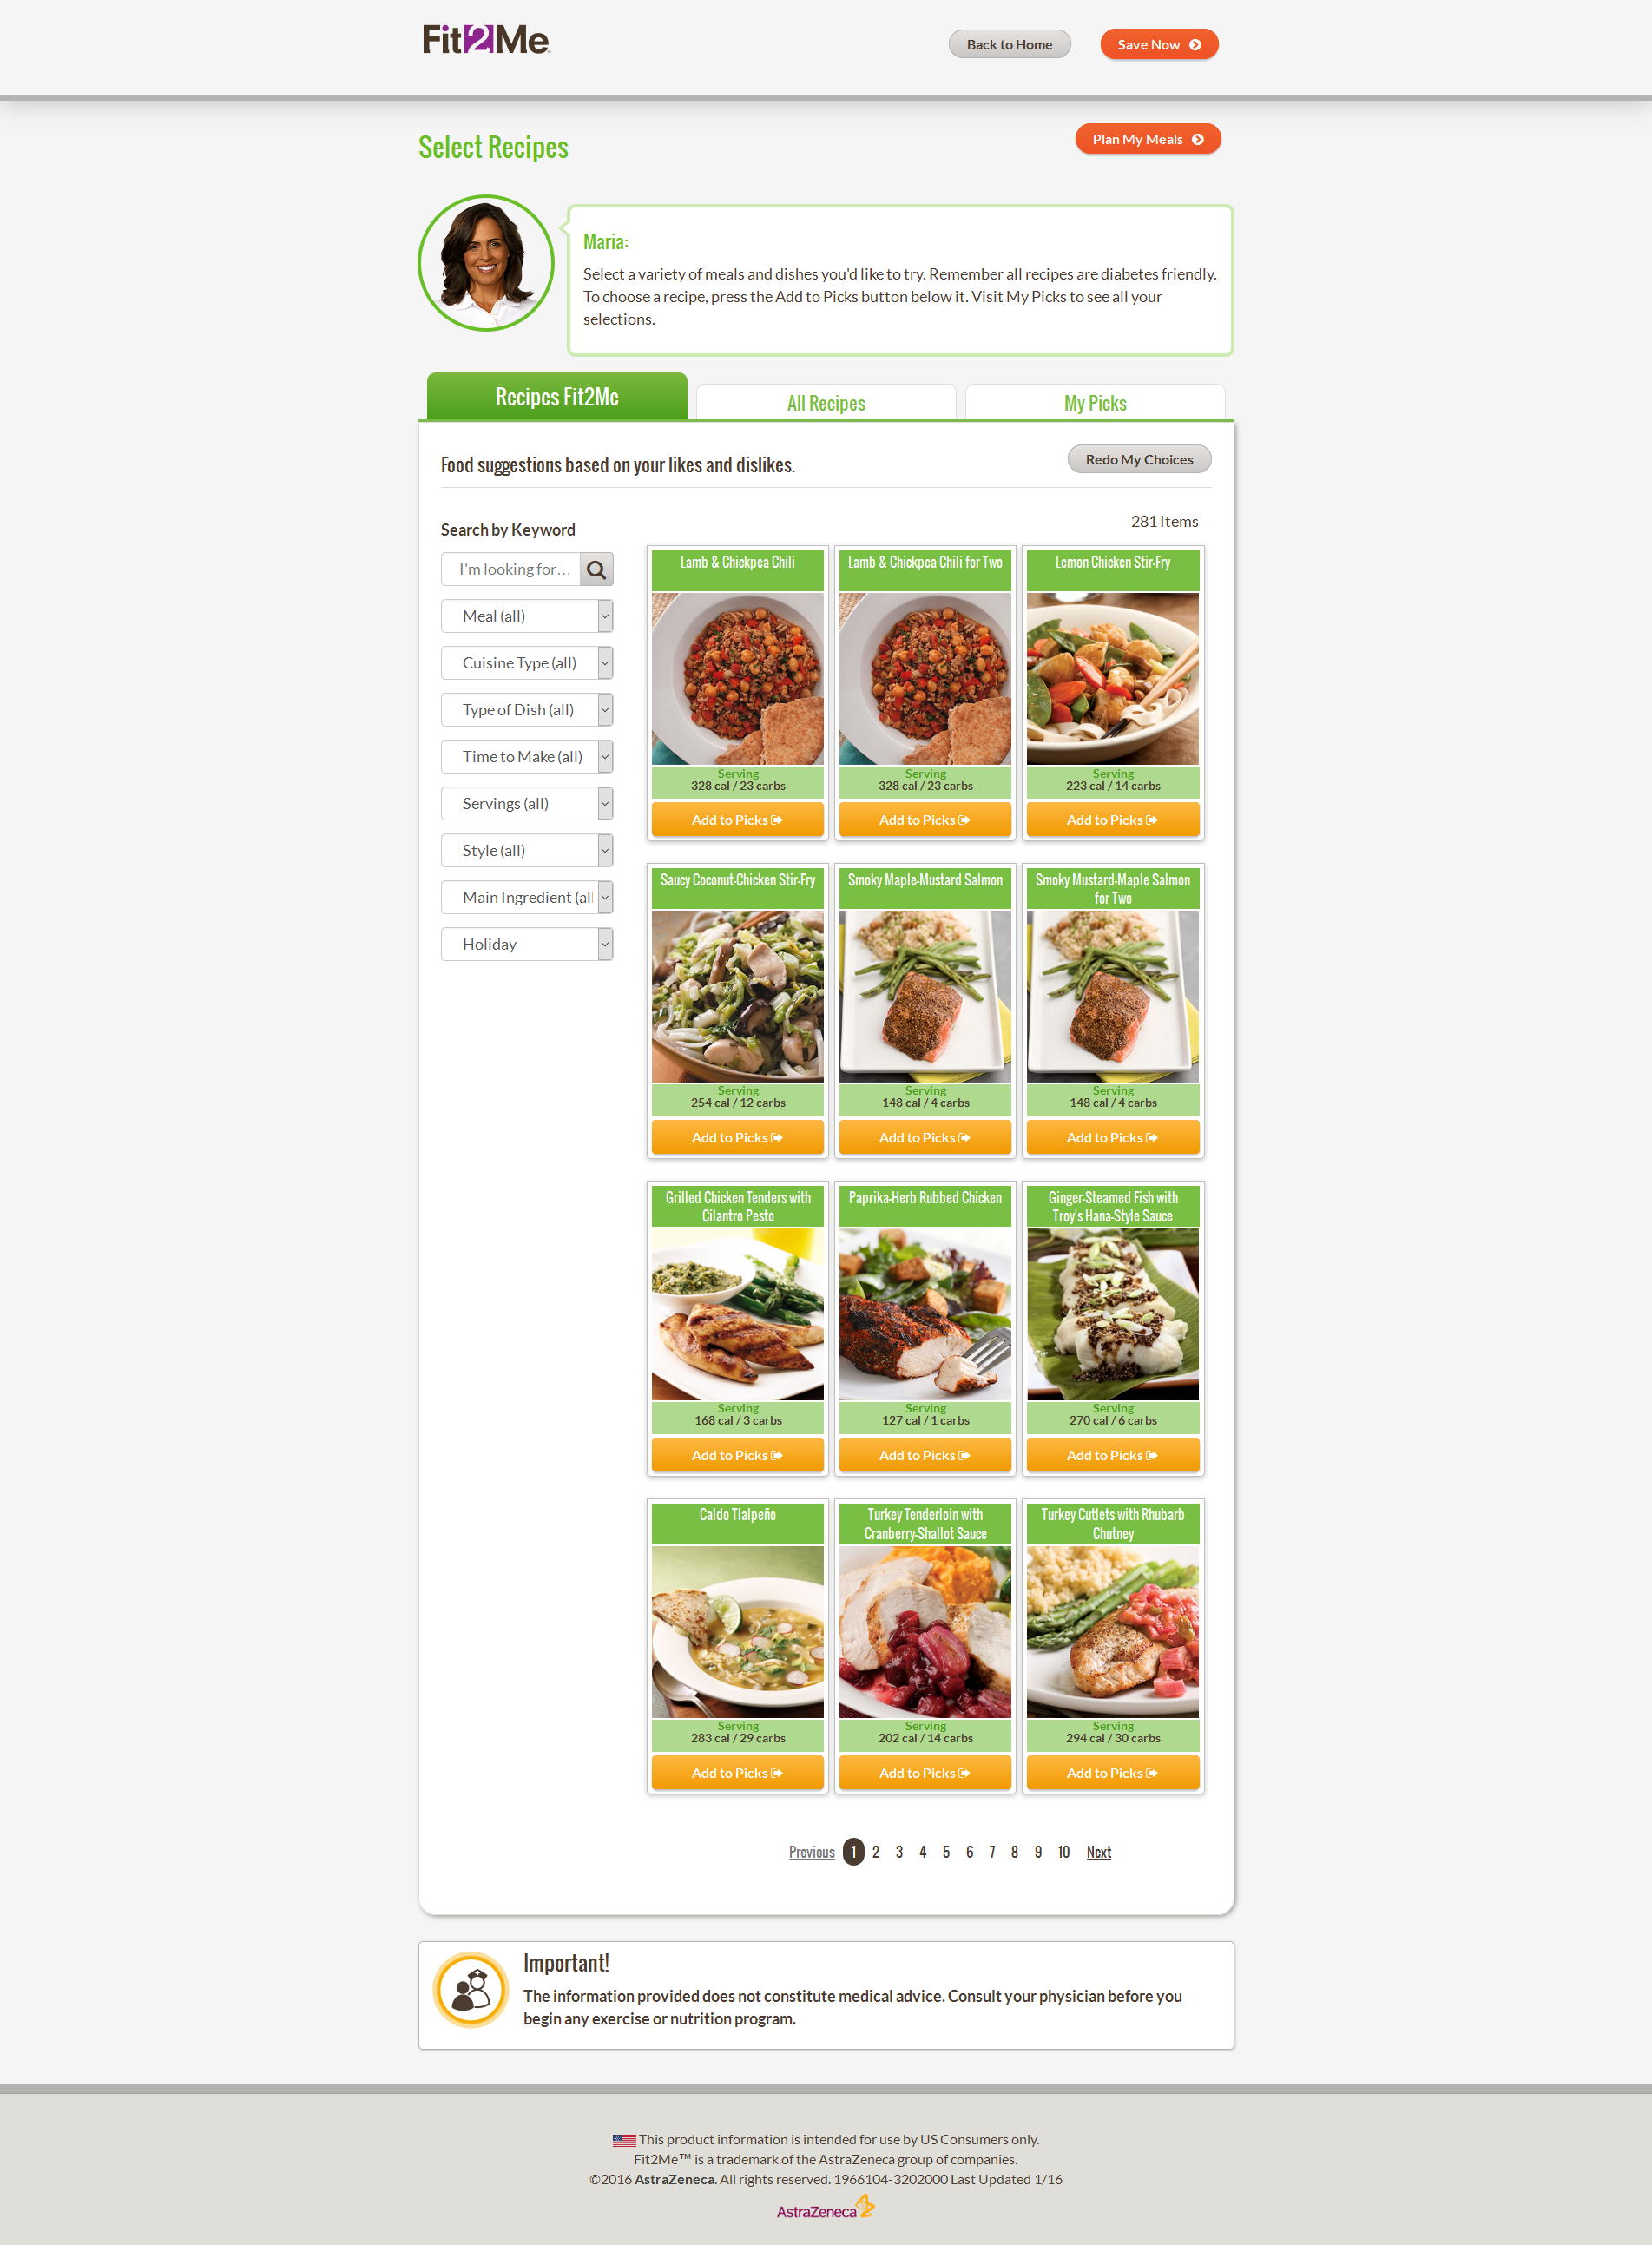 Fit2Me
Back to Home
Save Now
Select Recipes
Plan My Meals
Maria:
Select a variety of meals and dishes you'd like to try. Remember all recipes are diabetes friendly.
To choose a recipe, press the Add to Picks button below it. Visit My Picks to see all your
selections.
Recipes Fit2Me
All Recipes
My Picks
Food suggestions based on your likes and dislikes.
Redo My Choices
281 Items
Search by Keyword
I'm looking for...
Meal (all)
Cuisine Type (all)
Type of Dish (all)
Time to Make (all)
Servings (all)
Style (all)
Main Ingredient (all
Holiday
Lamb & Chickpea Chili
Serving
328 cal / 23 carbs
Add to Picks
Lamb & Chickpea Chili for Two
Serving
328 cal / 23 carbs
Add to Picks
Lemon Chicken Stir-Fry
Serving
223 cal / 14 carbs
Add to Picks
Saucy Coconut-Chicken Stir-Fry
Serving
254 cal / 12 carbs
Add to Picks
Smoky Maple-Mustard Salmon
Serving
148 cal / 4 carbs
Add to Picks
Smoky Mustard-Maple Salmon
for Two
Serving
148 cal / 4 carbs
Add to Picks
Grilled Chicken Tenders with
Cilantro Pesto
Serving
168 cal / 3 carbs
Add to Picks
Paprika-Herb Rubbed Chicken
Serving
127 cal / 1 carbs
Add to Picks
Ginger-Steamed Fish with
Troy's Hana-Style Sauce
Serving
270 cal / 6 carbs
Add to Picks
Caldo Tlalpeño
Serving
283 cal / 29 carbs
Add to Picks
Turkey Tenderloin with
Cranberry-Shallot Sauce
Serving
202 cal / 14 carbs
Add to Picks
Turkey Cutlets with Rhubarb
Chutney
Serving
294 cal / 30 carbs
Add to Picks
Previous 1 2 3 4 5 6 7 8 9 10 Next
Important!
The information provided does not constitute medical advice. Consult your physician before you
begin any exercise or nutrition program.
This product information is intended for use by US Consumers only.
Fit2Me™ is a trademark of the AstraZeneca group of companies.
©2016 AstraZeneca. All rights reserved. 1966104-3202000 Last Updated 1/16
AstraZeneca